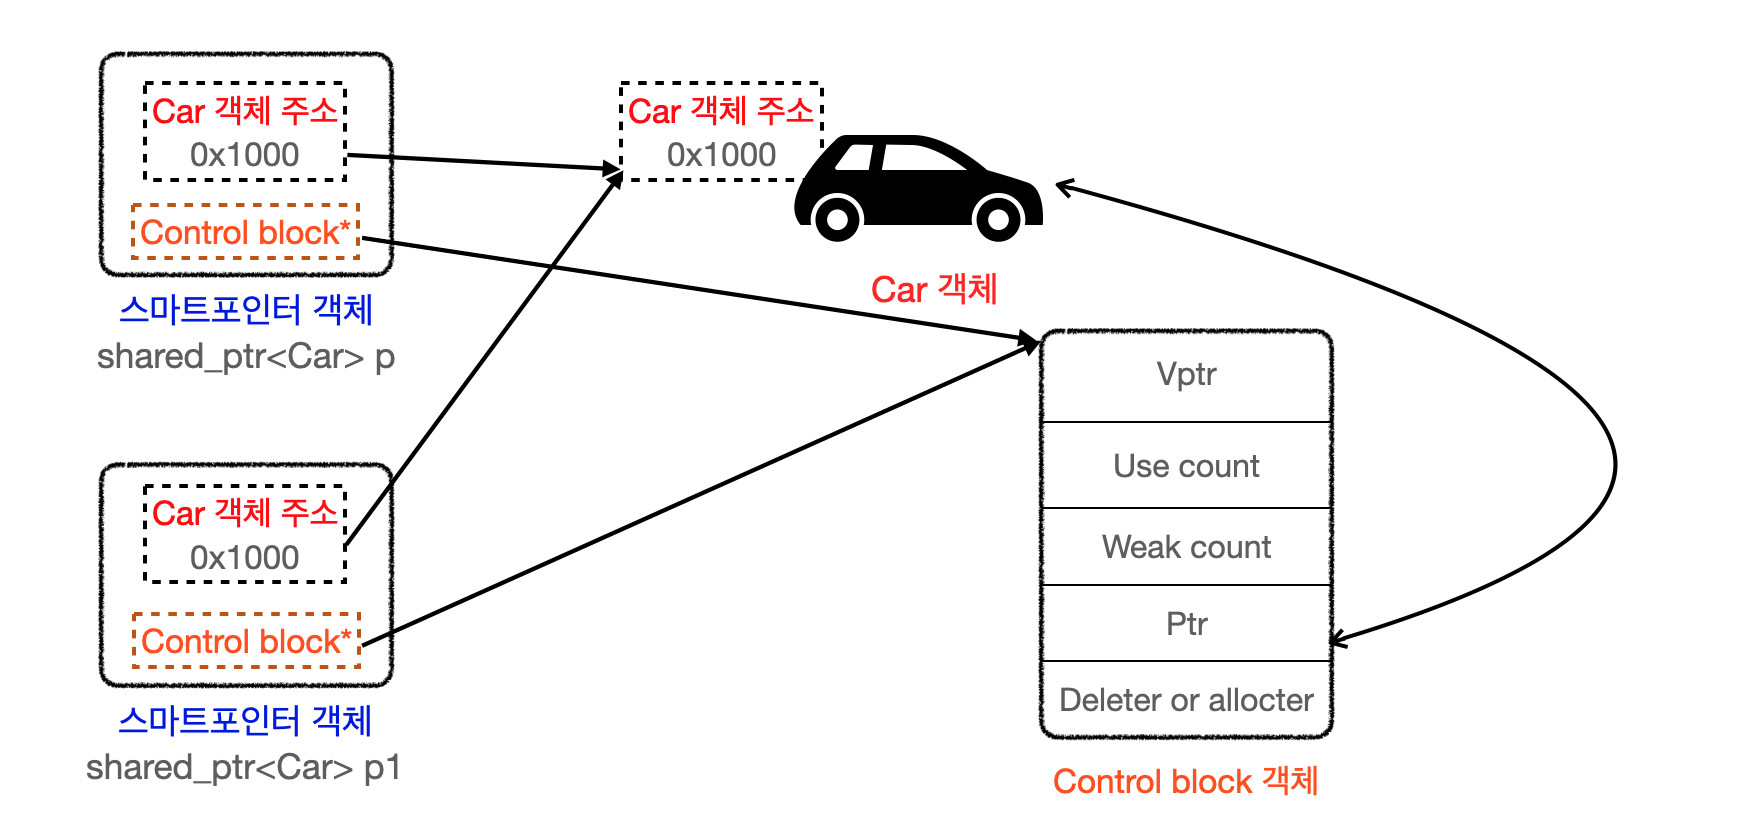 Car 객체 주소
0x1000
Control block*
스마트포인터 객체
shared_ptr<Car> p
Car 객체 주소
0x1000
Car 객체
Car 객체 주소
0x1000
Control block*
스마트포인터 객체
shared_ptr<Car> p1
Vptr
Use count
Weak count
Ptr
Deleter or allocter
Control block 객체